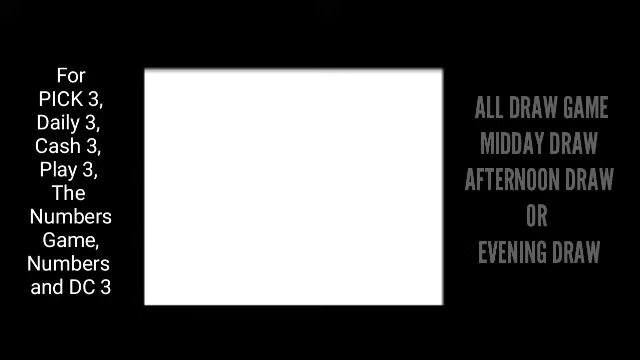 For
PICK 3,
Daily 3,
Cash 3,
Play 3,
The
Numbers
Game,
Numbers
and DC 3
ALL DRAW GAME
MIDDAY DRAW
AFTERNOON DRAW
OR
EVENING DRAW